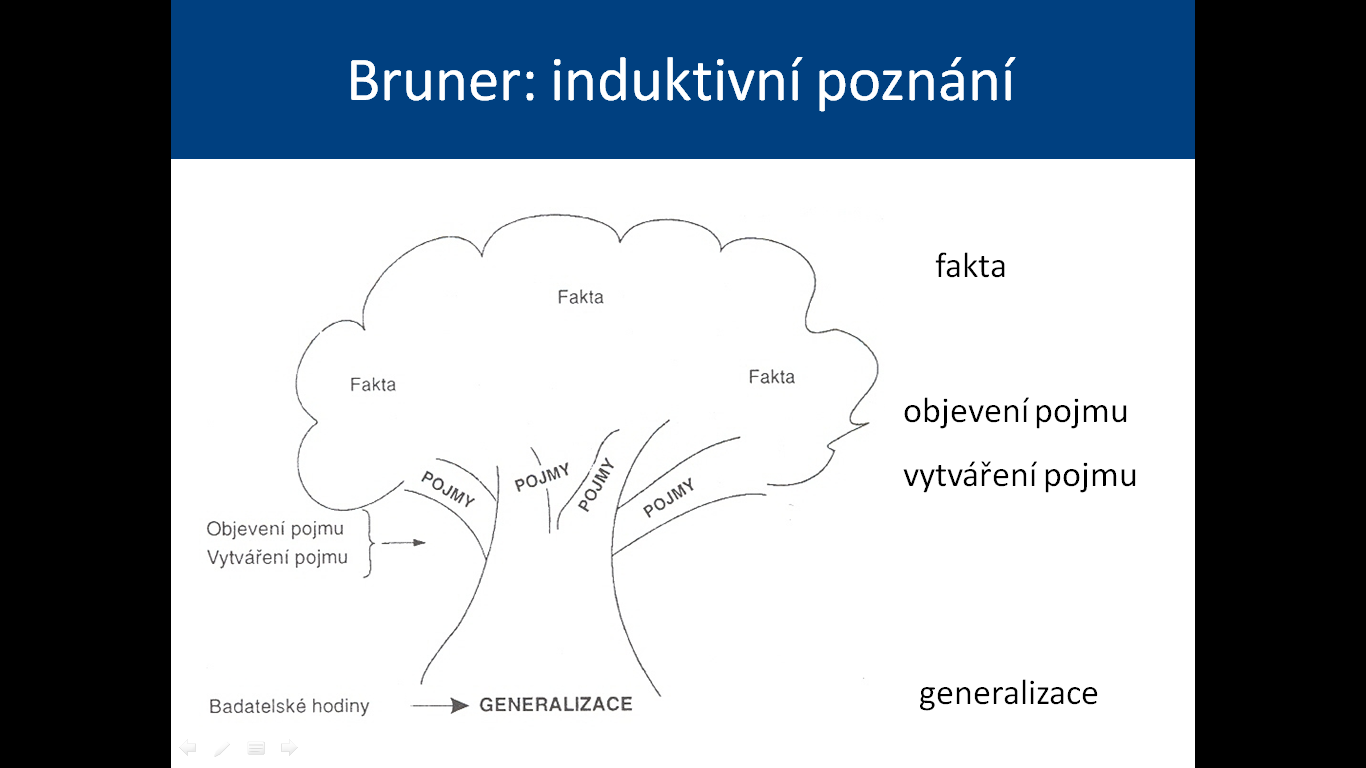 Bruner: induktivní poznání
Fakta
fakta
Fakta
Fakta
objevení pojmu
POJMY
POJMY
POJMY
POJMY
vytváření pojmu
Objevení pojmu
Vytváření pojmu
Badatelské hodiny
GENERALIZACE
generalizace